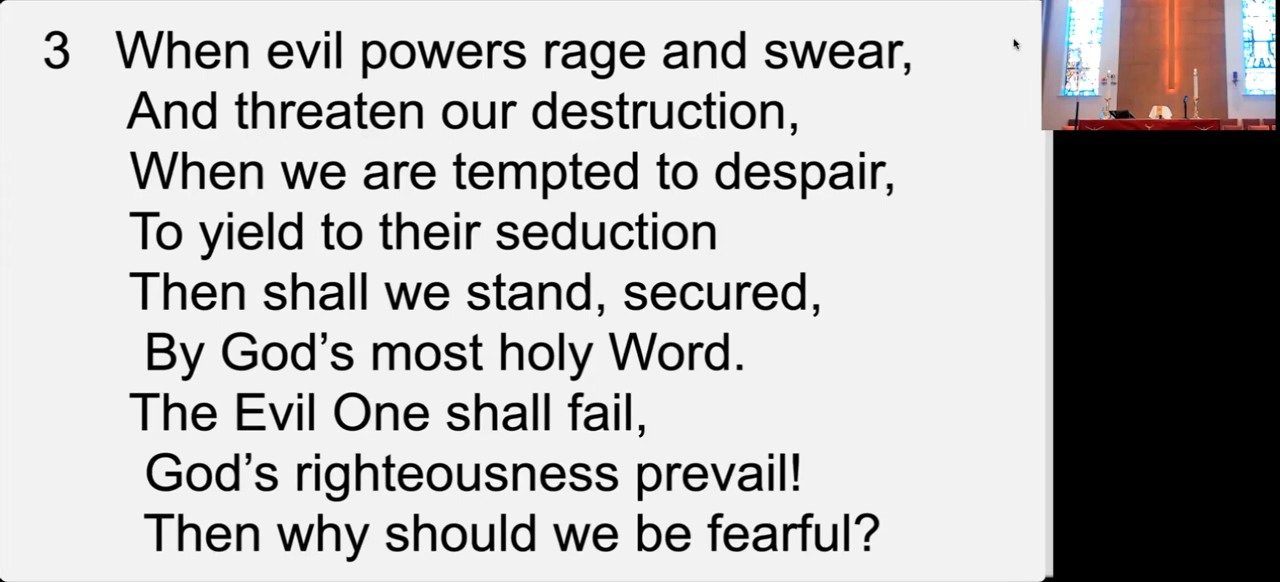 3 When evil powers rage and swear,
And threaten our destruction,
When we are tempted to despair,
To yield to their seduction
Then shall we stand, secured,
By God’s most holy Word.
The Evil One shall fail,
God’s righteousness prevail!
Then why should we be fearful?